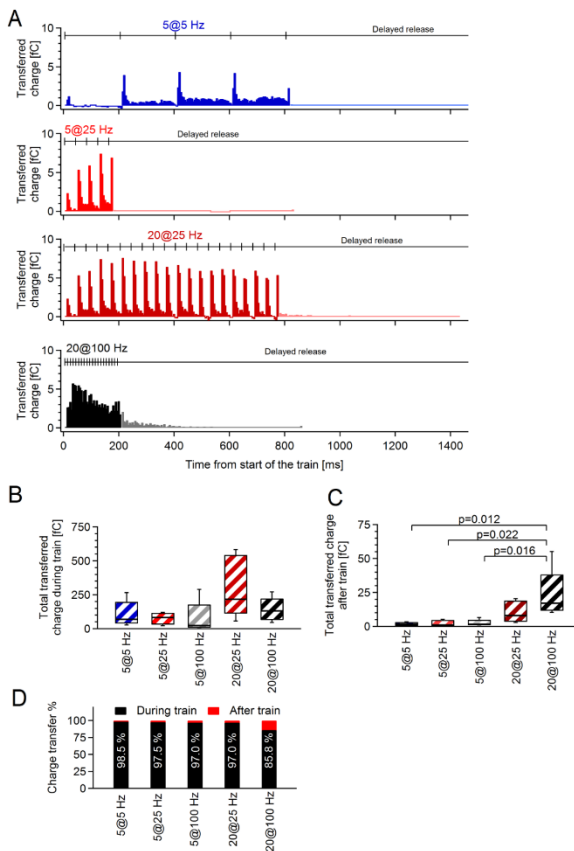 A
5@5 Hz
Delayed release
Transferred
charge [fC]
10
5
0
5@25 Hz
Delayed release
Transferred
charge [fC]
10
5
0
20@25 Hz
Delayed release
Transferred
charge [fC]
10
5
0
20@100 Hz
Delayed release
Transferred
charge [fC]
10
5
0
0 200 400 600 800 1000 1200 1400
Time from start of the train [ms]
B
Total transferred
charge during train [fC]
750
500
250
0
5@5 Hz
5@25 Hz
5@100 Hz
20@25 Hz
20@100 Hz
C
Total transferred charge
after train [fC]
75
50
25
0
p=0.012
p=0.022
p=0.016
5@5 Hz
5@25 Hz
5@100 Hz
20@25 Hz
20@100 Hz
D
During train After train
Charge transfer %
100
75
50
25
0
98.5 %
97.5 %
97.0 %
97.0 %
85.8 %
5@5 Hz
5@25 Hz
5@100 Hz
20@25 Hz
20@100 Hz